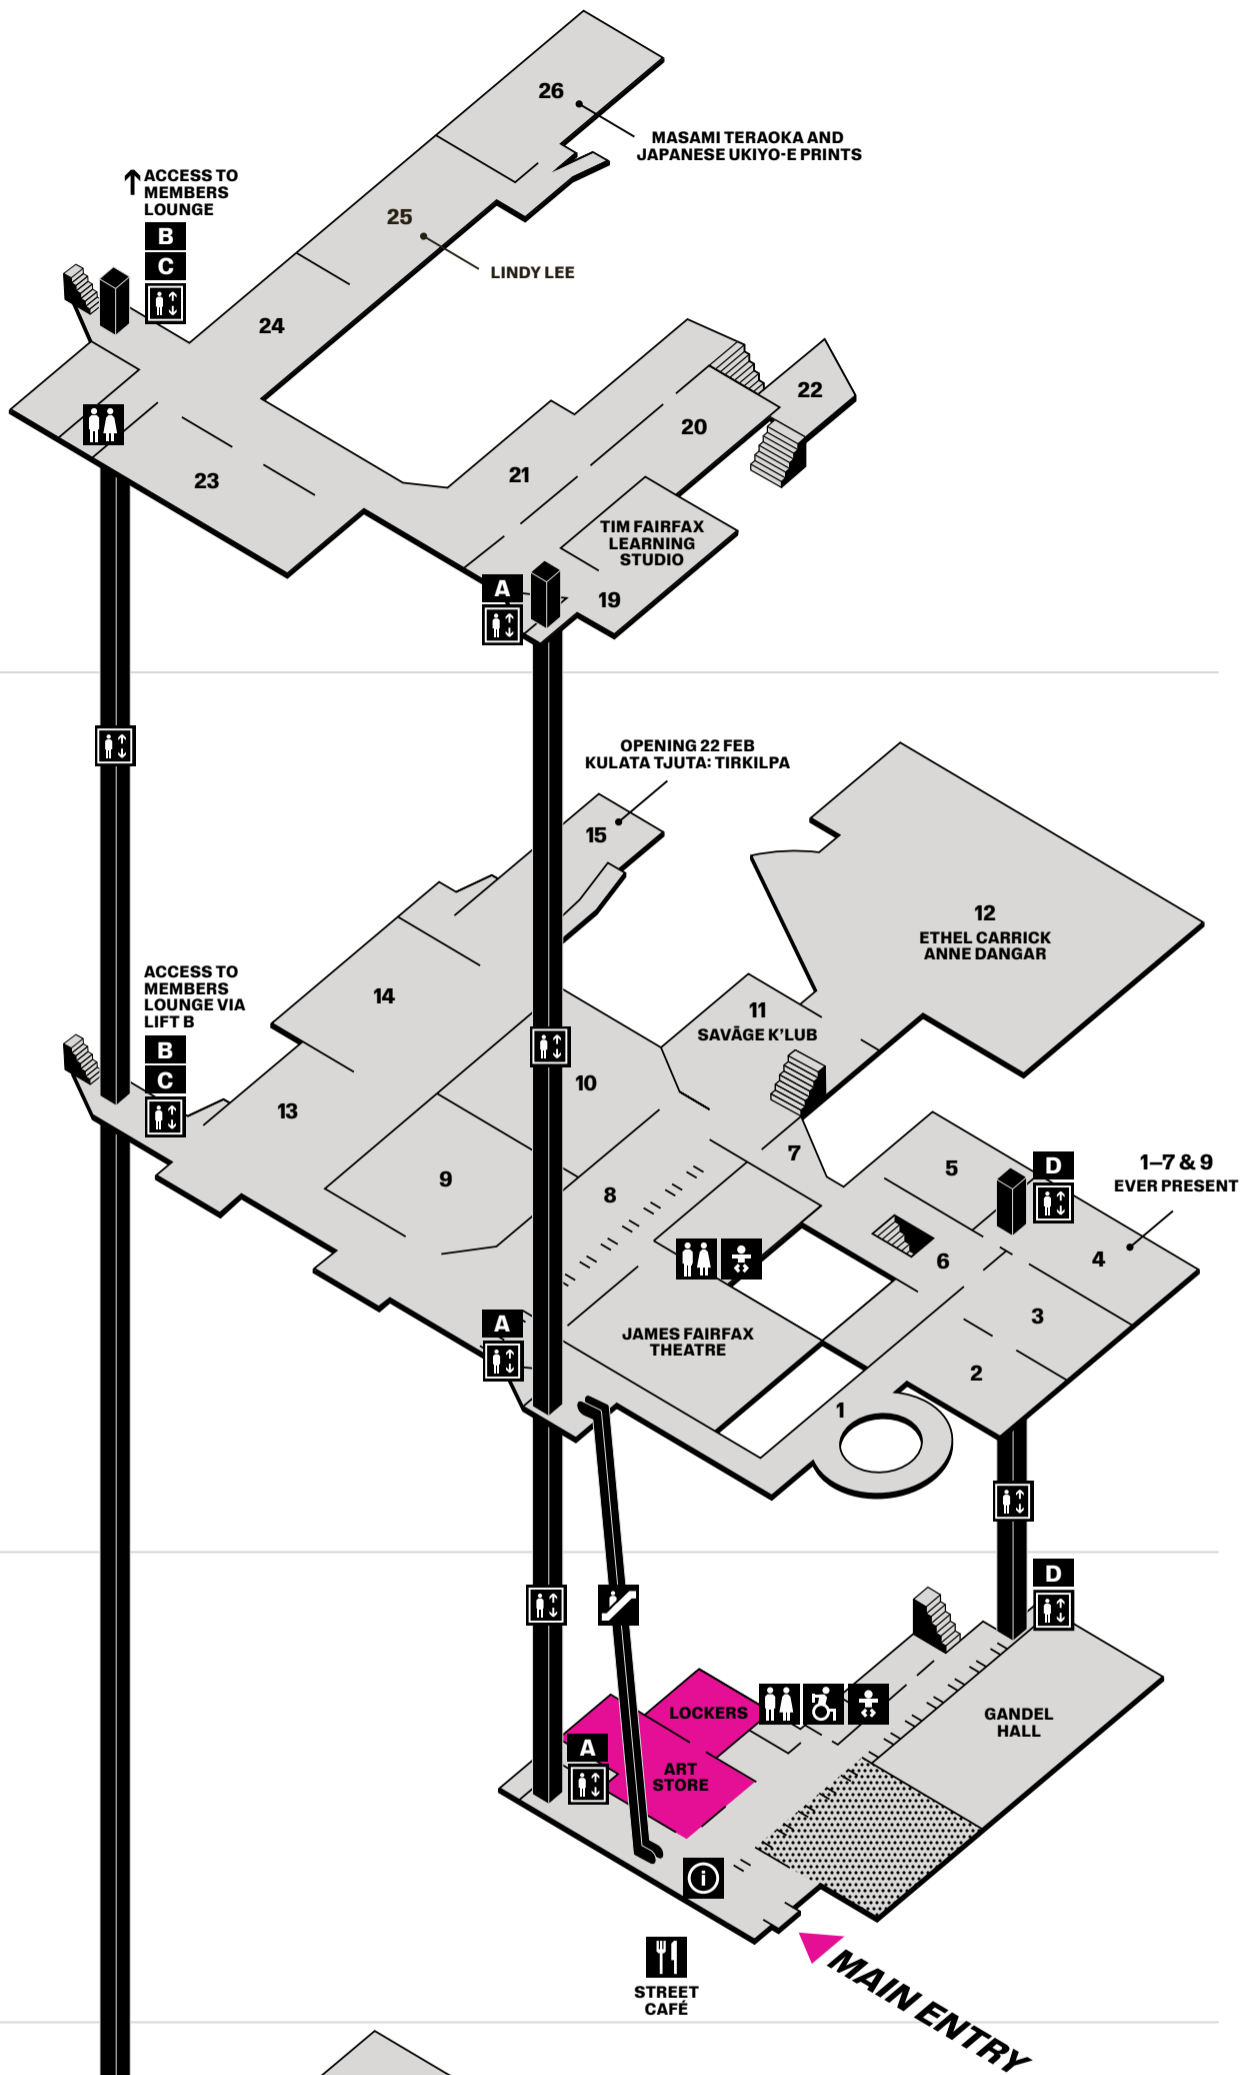 26
MASAMI TERAOKA AND
JAPANESE UKIYO-E PRINTS
ACCESS TO
MEMBERS
LOUNGE
B
C
25
LINDY LEE
24
22
20
21
23
TIM FAIRFAX
LEARNING
STUDIO
A
19
OPENING 22 FEB
KULATA TJUTA: TIRKILPA
15
12
ETHEL CARRICK
ANNE DANGAR
ACCESS TO
MEMBERS
LOUNGE VIA
LIFT B
B
C
14
11
SAVĀGE K'LUB
10
13
7
5
D
1–7 & 9
EVER PRESENT
9
8
6
4
3
A
JAMES FAIRFAX
THEATRE
2
1
D
LOCKERS
GANDEL
HALL
A
ART
STORE
i
STREET
CAFÉ
MAIN ENTRY